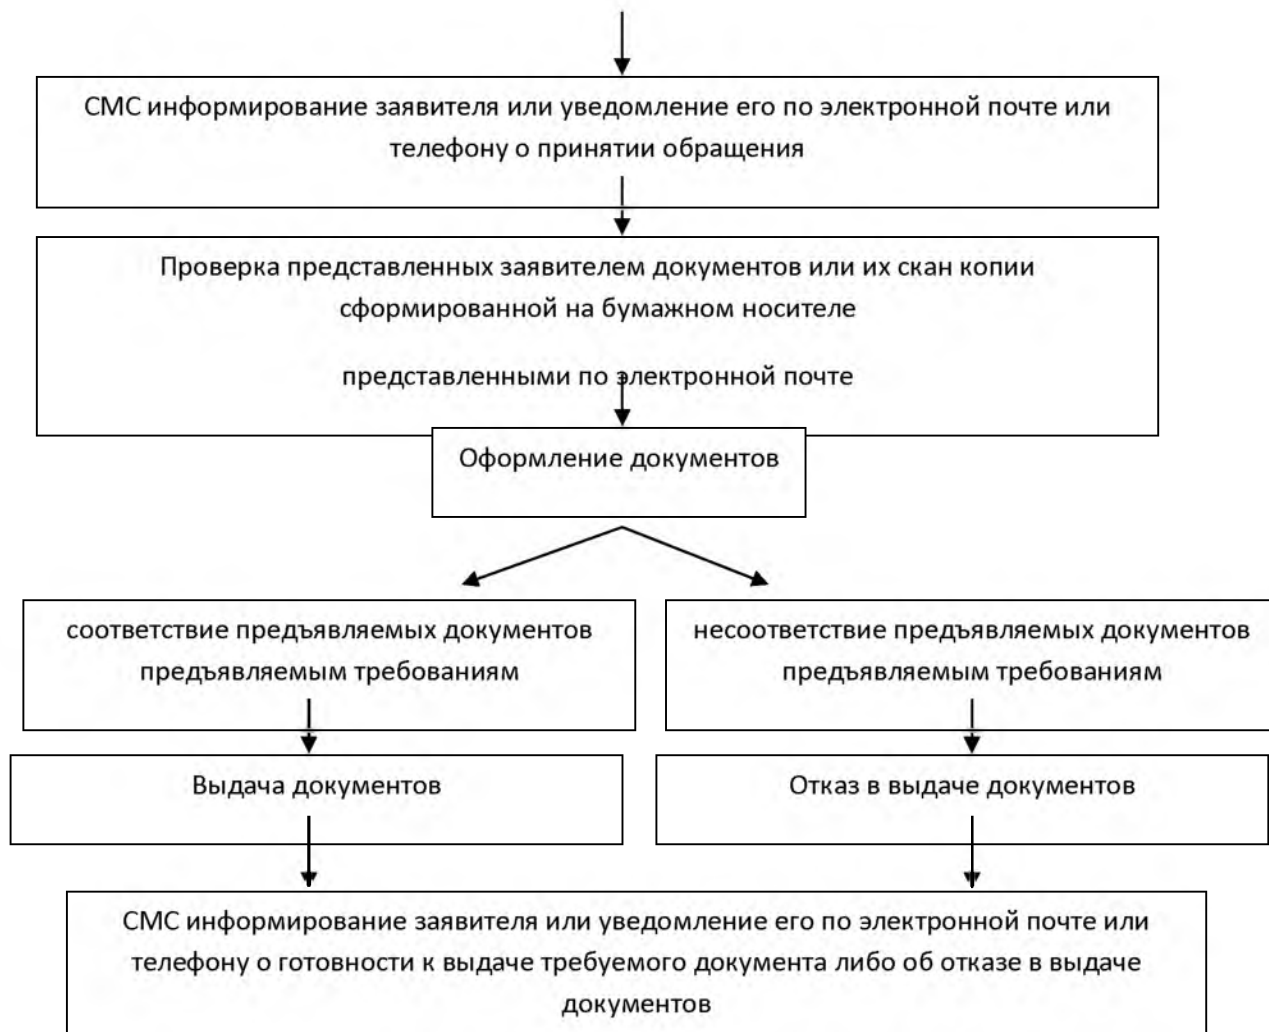 СМС информирование заявителя или уведомление его по электронной почте или
телефону о принятии обращения
Проверка представленных заявителем документов или их скан копии
сформированной на бумажном носителе
представленными по электронной почте
Оформление документов
соответствие предъявляемых документов
предъявляемым требованиям
несоответствие предъявляемых документов
предъявляемым требованиям
Выдача документов
Отказ в выдаче документов
СМС информирование заявителя или уведомление его по электронной почте или
телефону о готовности к выдаче требуемого документа либо об отказе в выдаче
документов